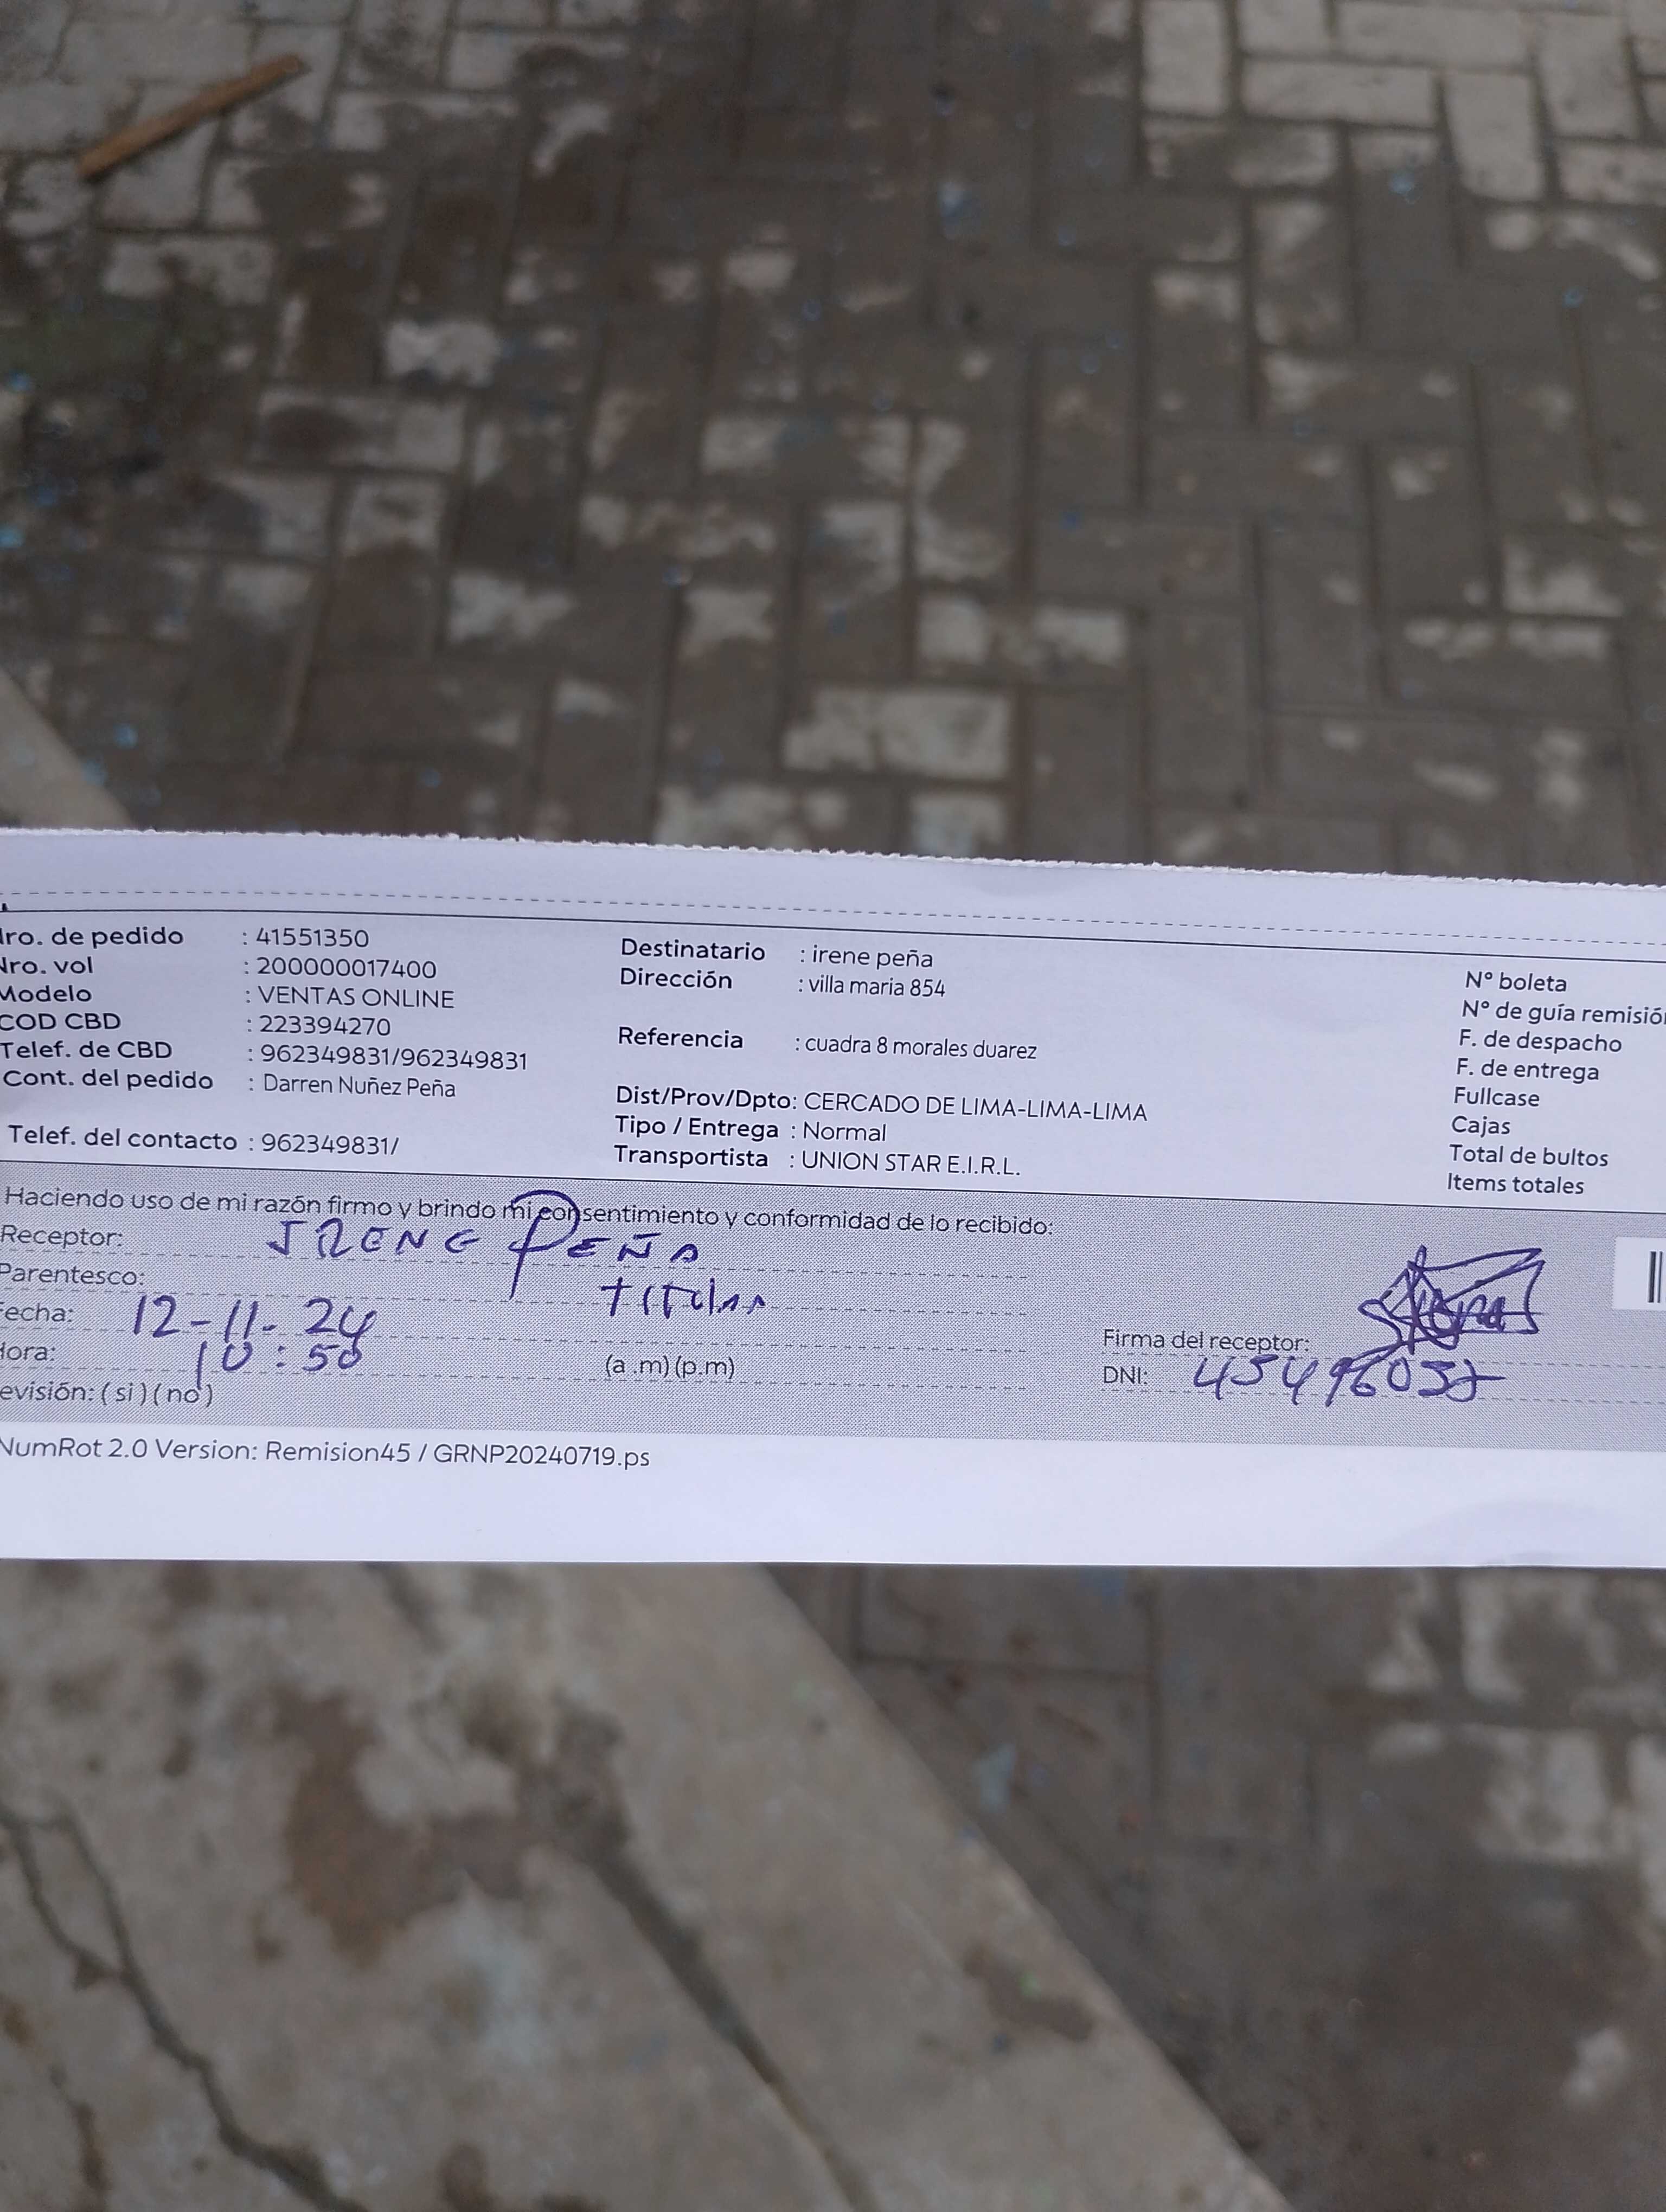 Nro. de pedido : 41551350
Nro. vol : 200000017400
Modelo : VENTAS ONLINE
COD CBD : 223394270
Telef. de CBD : 962349831/962349831
Cont. del pedido : Darren Nuñez Peña
Telef. del contacto : 962349831/
Destinatario : irene peña
Dirección : villa maria 854
Referencia : cuadra 8 morales duarez
Dist/Prov/Dpto: CERCADO DE LIMA-LIMA-LIMA
Tipo / Entrega : Normal
Transportista : UNION STAR E.I.R.L.
N° boleta
N° de guía remisión
F. de despacho
F. de entrega
Fullcase
Cajas
Total de bultos
Items totales
Haciendo uso de mi razón firmo y brindo mi consentimiento y conformidad de lo recibido:
Receptor: IRENE PEÑA
Parentesco: titular
Fecha: 12-11-24
Hora: 10:50 (a .m) (p.m)
Revisión: ( si ) ( no )
Firma del receptor:
DNI:
NumRot 2.0 Version: Remision45 / GRNP20240719.ps